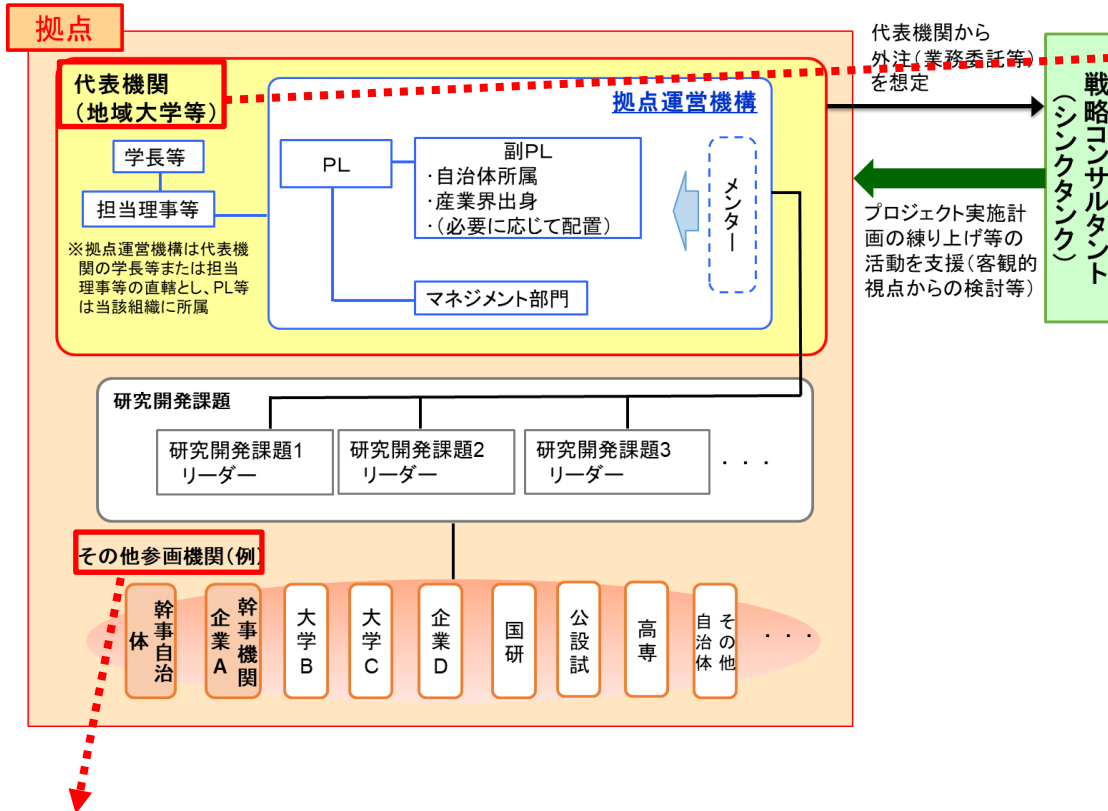 拠点
代表機関
(地域大学等)
学長等
担当理事等
※拠点運営機構は代表機
関の学長等または担当
理事等の直轄とし、PL等
は当該組織に所属
拠点運営機構
PL
副PL
・自治体所属
・産業界出身
・(必要に応じて配置)
マネジメント部門
メンター
代表機関から
外注(業務委託等)
を想定
プロジェクト実施計
画の練り上げ等の
活動を支援(客観的
視点からの検討等)
戦略コンサルタント
(シンクタンク)
研究開発課題
研究開発課題1
リーダー
研究開発課題2
リーダー
研究開発課題3
リーダー
・・・
その他参画機関(例)
幹事自治
体
幹事機関
企業A
大学B
大学C
企業D
国研
公設試
高専
その他
自治体
・・・